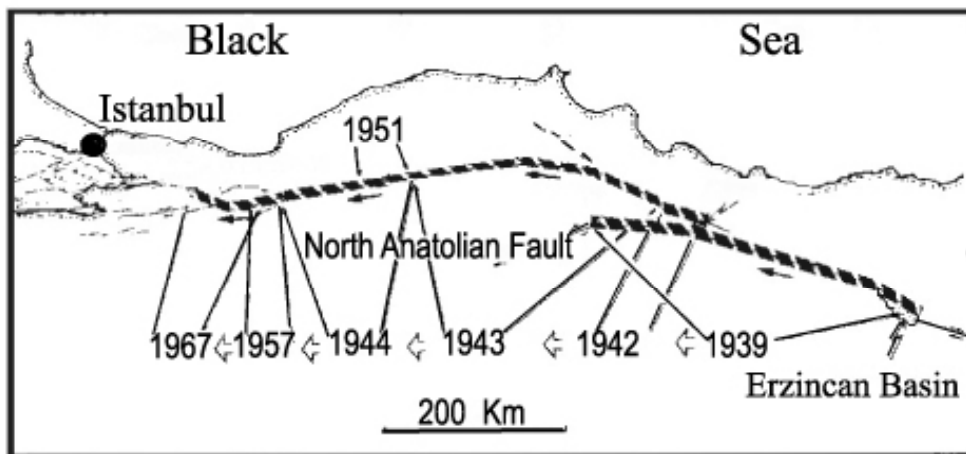 Black Sea
Istanbul
1951
North Anatolian Fault
1967 1957 1944 1943 1942 1939
Erzincan Basin
200 Km